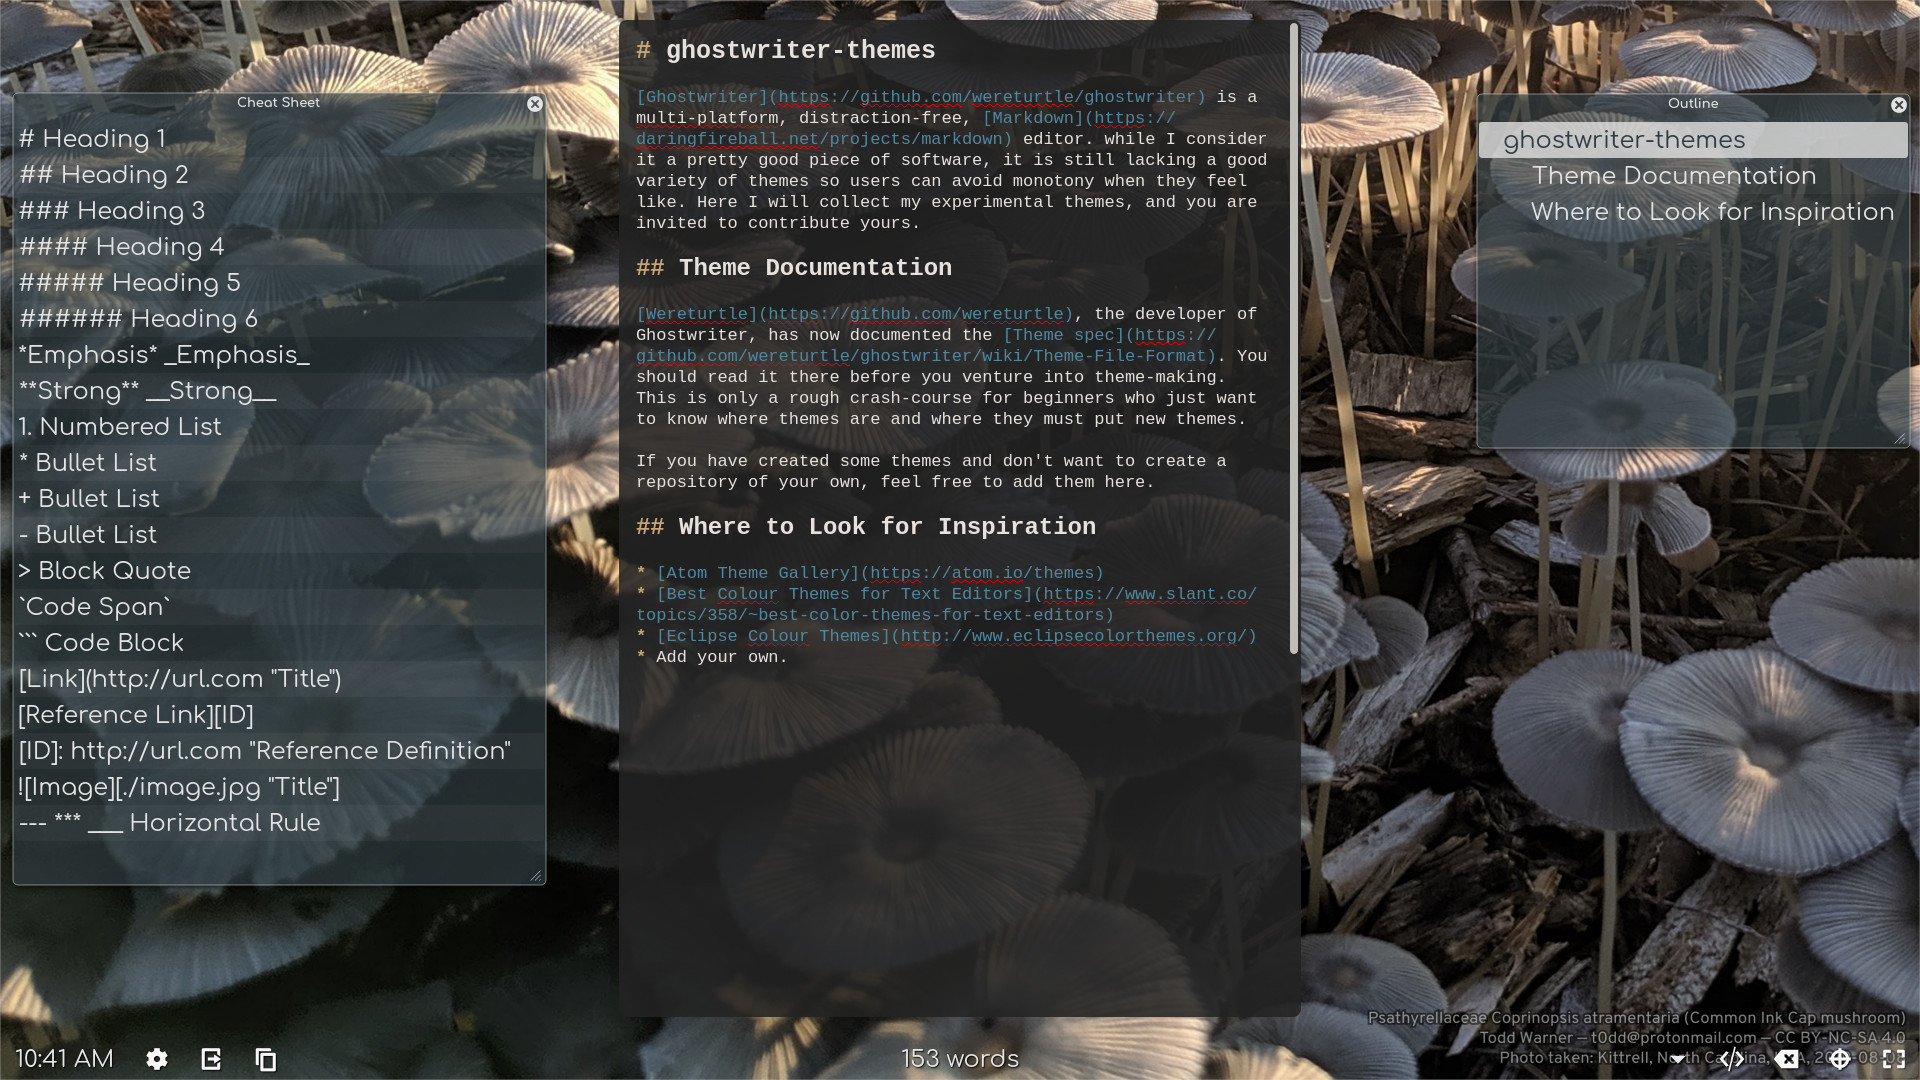 Cheat Sheet
# Heading 1
## Heading 2
### Heading 3
#### Heading 4
##### Heading 5
###### Heading 6
*Emphasis* _Emphasis_
**Strong** __Strong__
1. Numbered List
* Bullet List
+ Bullet List
- Bullet List
> Block Quote
`Code Span`
``` Code Block
[Link](http://url.com "Title")
[Reference Link][ID]
[ID]: http://url.com "Reference Definition"
![Image][./image.jpg "Title"]
--- *** ___ Horizontal Rule
# ghostwriter-themes
[Ghostwriter](https://github.com/wereturtle/ghostwriter) is a
multi-platform, distraction-free, [Markdown](https://
daringfireball.net/projects/markdown) editor. while I consider
it a pretty good piece of software, it is still lacking a good
variety of themes so users can avoid monotony when they feel
like. Here I will collect my experimental themes, and you are
invited to contribute yours.
## Theme Documentation
[Wereturtle](https://github.com/wereturtle), the developer of
Ghostwriter, has now documented the [Theme spec](https://
github.com/wereturtle/ghostwriter/wiki/Theme-File-Format). You
should read it there before you venture into theme-making.
This is only a rough crash-course for beginners who just want
to know where themes are and where they must put new themes.
If you have created some themes and don't want to create a
repository of your own, feel free to add them here.
## Where to Look for Inspiration
* [Atom Theme Gallery](https://atom.io/themes)
* [Best Colour Themes for Text Editors](https://www.slant.co/
topics/358/~best-color-themes-for-text-editors)
* [Eclipse Colour Themes](http://www.eclipsecolorthemes.org/)
* Add your own.
Outline
ghostwriter-themes
Theme Documentation
Where to Look for Inspiration
Psathyrellaceae Coprinopsis atramentaria (Common Ink Cap mushroom)
Todd Warner – t0dd@protonmail.com – CC BY-NC-SA 4.0
Photo taken: Kittrell, North
10:41 AM
153 words